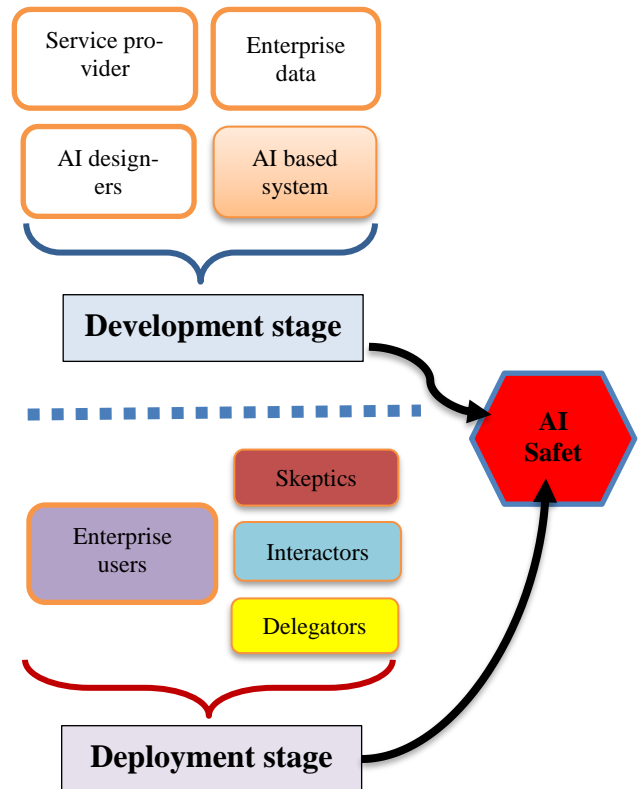 Service pro-
vider
Enterprise
data
AI design-
ers
AI based
system
Development stage
AI
Safet
Skeptics
Enterprise
users
Interactors
Delegators
Deployment stage